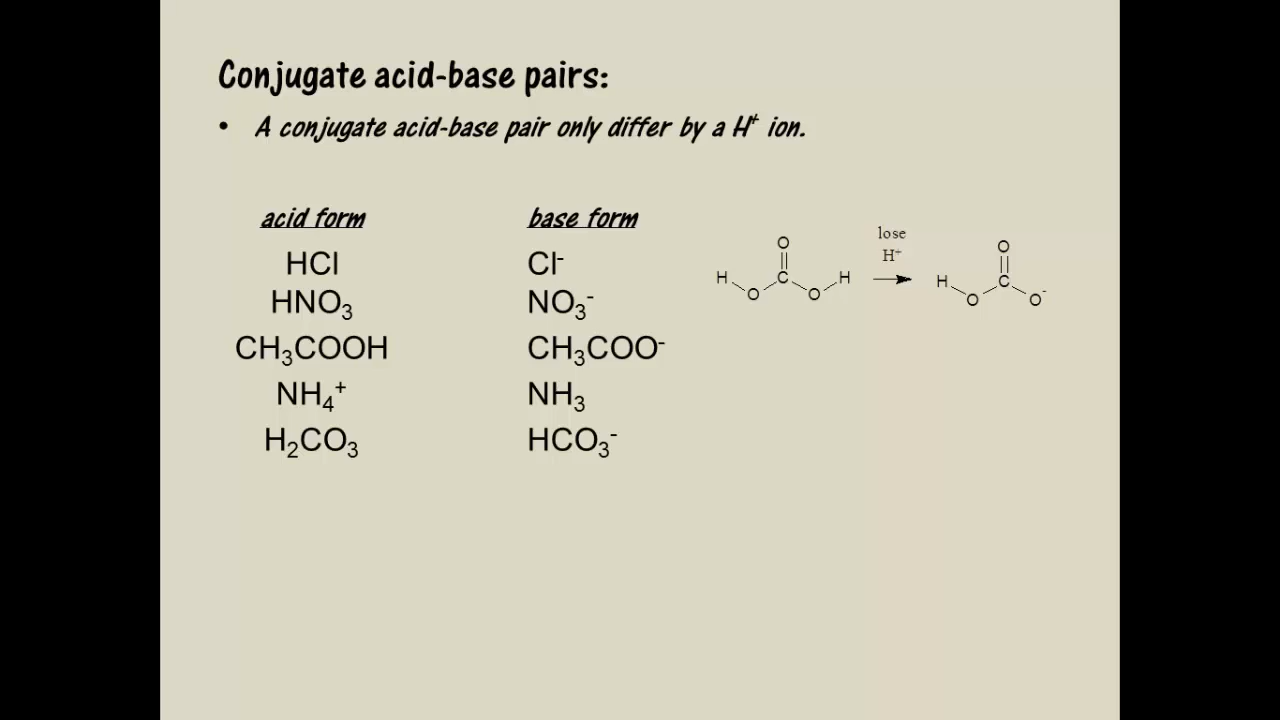 Conjugate acid-base pairs:
• A conjugate acid-base pair only differ by a H⁺ ion.
acid form base form
HCl Cl⁻
HNO₃ NO₃⁻
CH₃COOH CH₃COO⁻
NH₄⁺ NH₃
H₂CO₃ HCO₃⁻
O
H O C O H
lose
H⁺
O
H O C O⁻